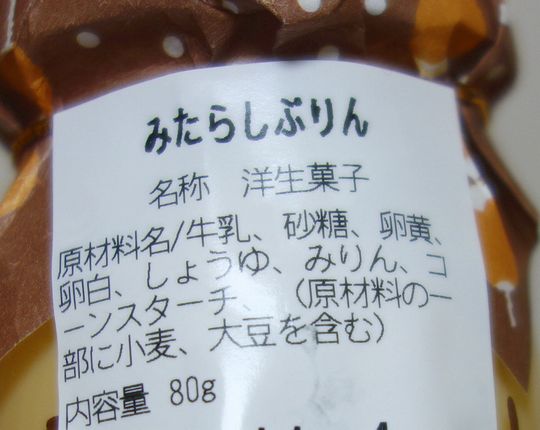 みたらしぷりん
名称　洋生菓子
原材料名/牛乳、砂糖、卵黄、
卵白、しょうゆ、みりん、コ
ーンスターチ、（原材料の一
部に小麦、大豆を含む）
内容量 80g